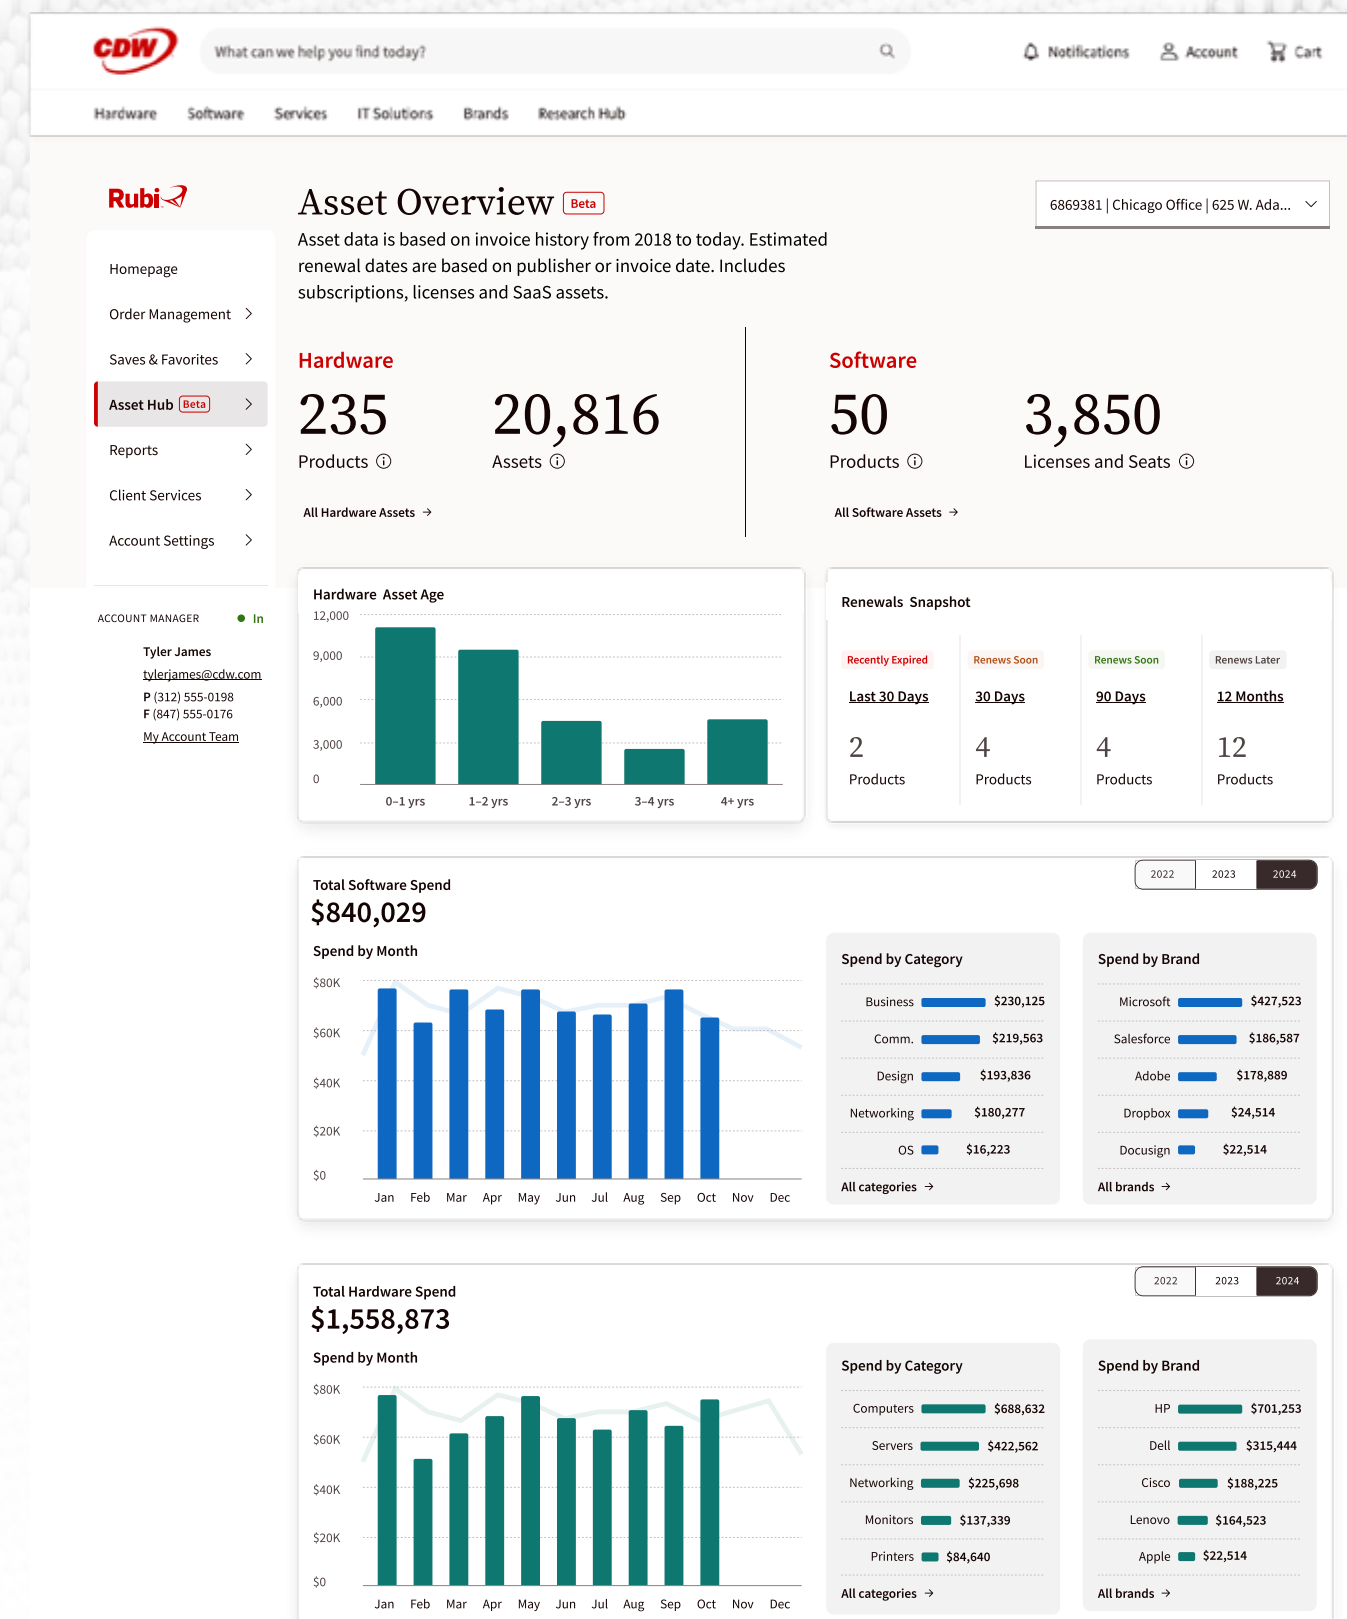 CDW
What can we help you find today?
Notifications
Account
Cart
Hardware
Software
Services
IT Solutions
Brands
Research Hub
Rubi
Homepage
Order Management
Saves & Favorites
Asset Hub Beta
Reports
Client Services
Account Settings
ACCOUNT MANAGER
In
Tyler James
tylerjames@cdw.com
P (312) 555-0198
F (847) 555-0176
My Account Team
Asset Overview Beta
6869381 | Chicago Office | 625 W. Ada...
Asset data is based on invoice history from 2018 to today. Estimated
renewal dates are based on publisher or invoice date. Includes
subscriptions, licenses and SaaS assets.
Hardware
235
Products
20,816
Assets
All Hardware Assets →
Software
50
Products
3,850
Licenses and Seats
All Software Assets →
Hardware Asset Age
12,000
9,000
6,000
3,000
0
0–1 yrs
1–2 yrs
2–3 yrs
3–4 yrs
4+ yrs
Renewals Snapshot
Recently Expired
Last 30 Days
2
Products
Renews Soon
30 Days
4
Products
Renews Soon
90 Days
4
Products
Renews Later
12 Months
12
Products
Total Software Spend
$840,029
2022
2023
2024
Spend by Month
$80K
$60K
$40K
$20K
$0
Jan
Feb
Mar
Apr
May
Jun
Jul
Aug
Sep
Oct
Nov
Dec
Spend by Category
Business $230,125
Comm. $219,563
Design $193,836
Networking $180,277
OS $16,223
All categories →
Spend by Brand
Microsoft $427,523
Salesforce $186,587
Adobe $178,889
Dropbox $24,514
Docusign $22,514
All brands →
Total Hardware Spend
$1,558,873
2022
2023
2024
Spend by Month
$80K
$60K
$40K
$20K
$0
Jan
Feb
Mar
Apr
May
Jun
Jul
Aug
Sep
Oct
Nov
Dec
Spend by Category
Computers $688,632
Servers $422,562
Networking $225,698
Monitors $137,339
Printers $84,640
All categories →
Spend by Brand
HP $701,253
Dell $315,444
Cisco $188,225
Lenovo $164,523
Apple $22,514
All brands →